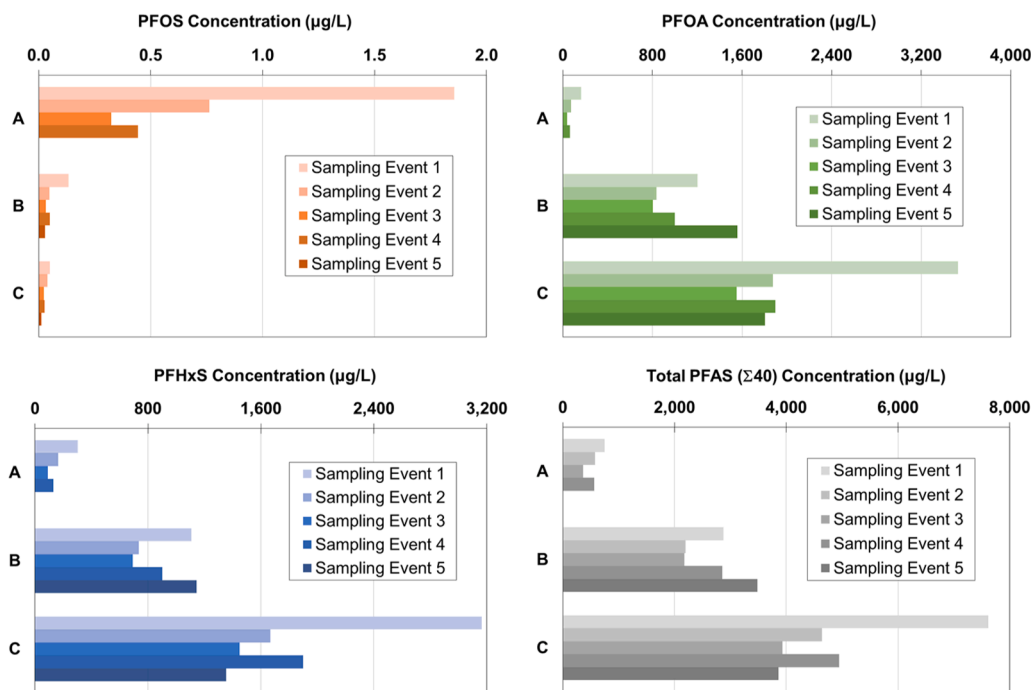 PFOS Concentration (µg/L)
0.0 0.5 1.0 1.5 2.0
A
B
C
Sampling Event 1
Sampling Event 2
Sampling Event 3
Sampling Event 4
Sampling Event 5
PFOA Concentration (µg/L)
0 800 1,600 2,400 3,200 4,000
A
B
C
Sampling Event 1
Sampling Event 2
Sampling Event 3
Sampling Event 4
Sampling Event 5
PFHxS Concentration (µg/L)
0 800 1,600 2,400 3,200
A
B
C
Sampling Event 1
Sampling Event 2
Sampling Event 3
Sampling Event 4
Sampling Event 5
Total PFAS (Σ40) Concentration (µg/L)
0 2,000 4,000 6,000 8,000
A
B
C
Sampling Event 1
Sampling Event 2
Sampling Event 3
Sampling Event 4
Sampling Event 5